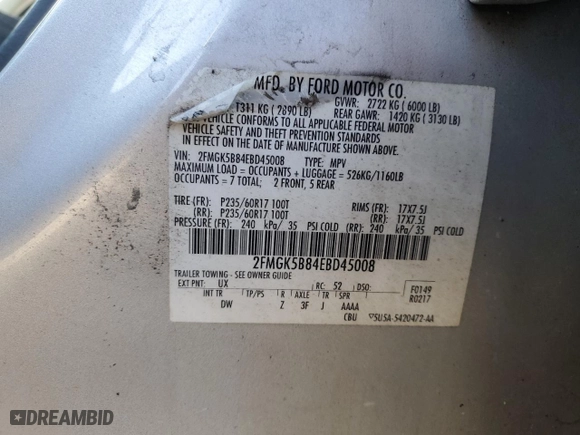 MFD. BY FORD MOTOR CO.
GVWR: 2722 KG ( 6000 LB)
1311 KG ( 2890 LB) REAR GAWR: 1420 KG ( 3130 LB)
VEHICLE CONFORMS TO ALL APPLICABLE FEDERAL MOTOR
VEHICLE SAFETY AND THEFT PREVENTION STANDARDS
IN EFFECT ON THE DATE OF MANUFACTURE SHOWN ABOVE.
VIN: 2FMGK5B84EBD45008 TYPE: MPV
MAXIMUM LOAD = OCCUPANTS + LUGGAGE = 526KG/1160LB
OCCUPANTS = 7 TOTAL; 2 FRONT, 5 REAR
TIRE (FR): P235/60R17 100T RIMS (FR): 17X7.5J
(RR): P235/60R17 100T (RR): 17X7.5J
PRESSURE (FR): 240 kPa/ 35 PSI COLD (RR): 240 kPa/ 35 PSI COLD
2FMGK5B84EBD45008
TRAILER TOWING - SEE OWNER GUIDE
EXT PNT: UX RC: 52 DSO: F0149
INT TR TP/PS R AXLE TR SPR R0217
DW Z 3F J AAAA
CBU 5U5A-5420472-AA
DREAMBID